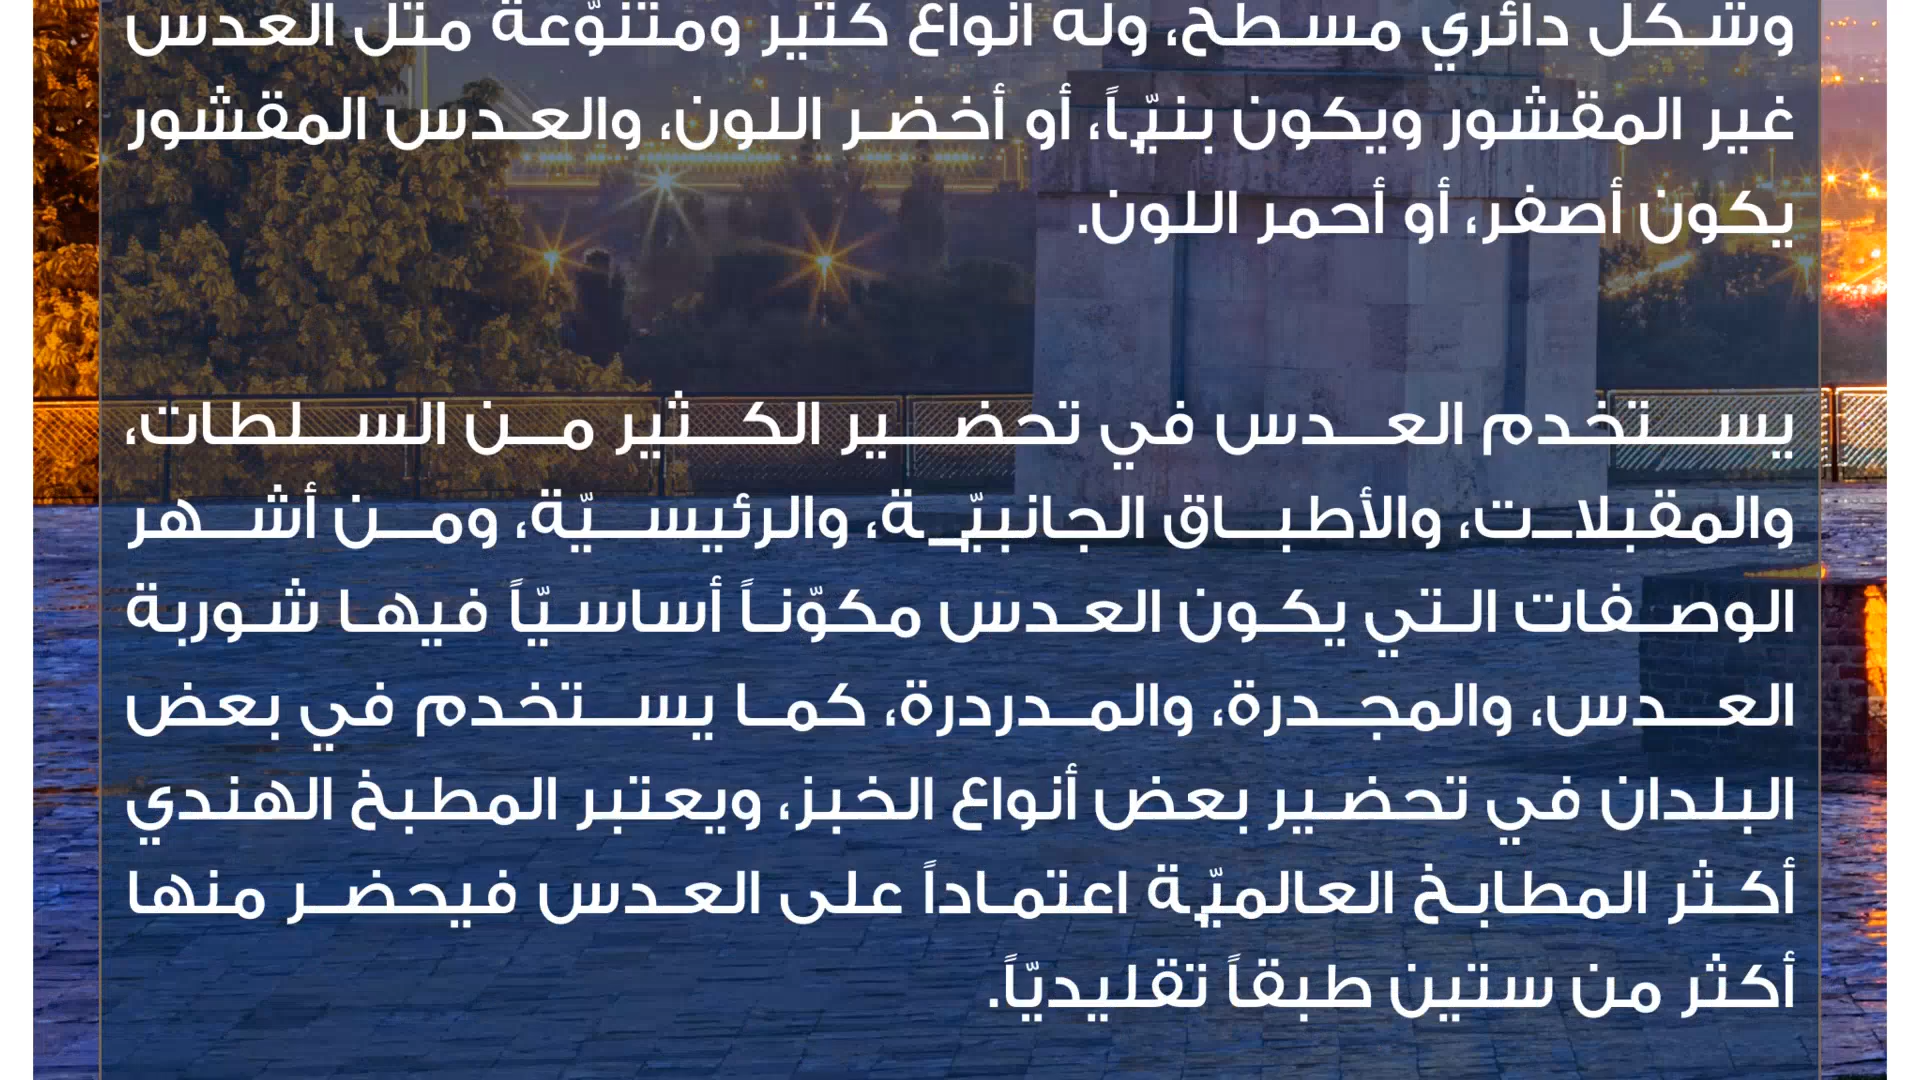 وشكل دائري مسطح، وله أنواع كثير ومتنوّعة مثل العدس
غير المقشور ويكون بنيّاً، أو أخضر اللون، والعدس المقشور
يكون أصفر، أو أحمر اللون.
يستخدم العدس في تحضير الكثير من السلطات،
والمقبلات، والأطباق الجانبيّة، والرئيسيّة، ومن أشهر
الوصفات التي يكون العدس مكوّناً أساسيّاً فيها شوربة
العدس، والمجدرة، والمدردرة، كما يستخدم في بعض
البلدان في تحضير بعض أنواع الخبز، ويعتبر المطبخ الهندي
أكثر المطابخ العالميّة اعتماداً على العدس فيحضر منها
أكثر من ستين طبقاً تقليديّاً.